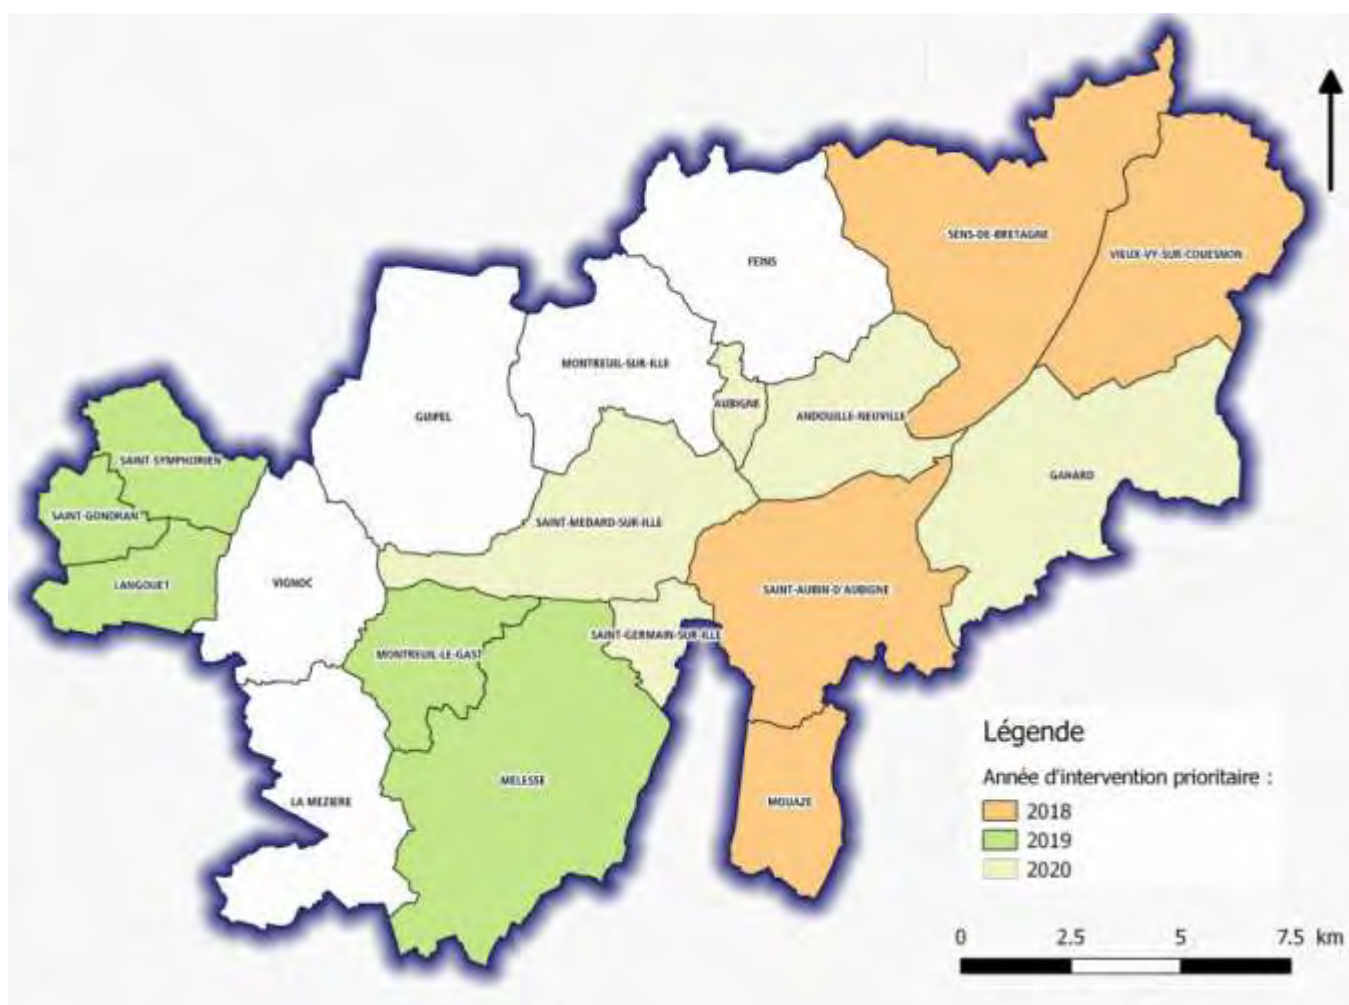 SENS-DE-BRETAGNE
VIEUX-VY-SUR-COUESNON
FEINS
MONTREUIL-SUR-ILLE
AUBIGNE
ANDOUILLE-NEUVILLE
GUIPEL
SAINT-SYMPHORIEN
GAHARD
SAINT-GONDRAN
SAINT-MEDARD-SUR-ILLE
LANGOUET
VIGNOC
SAINT-AUBIN-D'AUBIGNE
SAINT-GERMAIN-SUR-ILLE
MONTREUIL-LE-GAST
MELESSE
LA MEZIERE
MOUAZE
Légende
Année d'intervention prioritaire :
2018
2019
2020
0 2.5 5 7.5 km